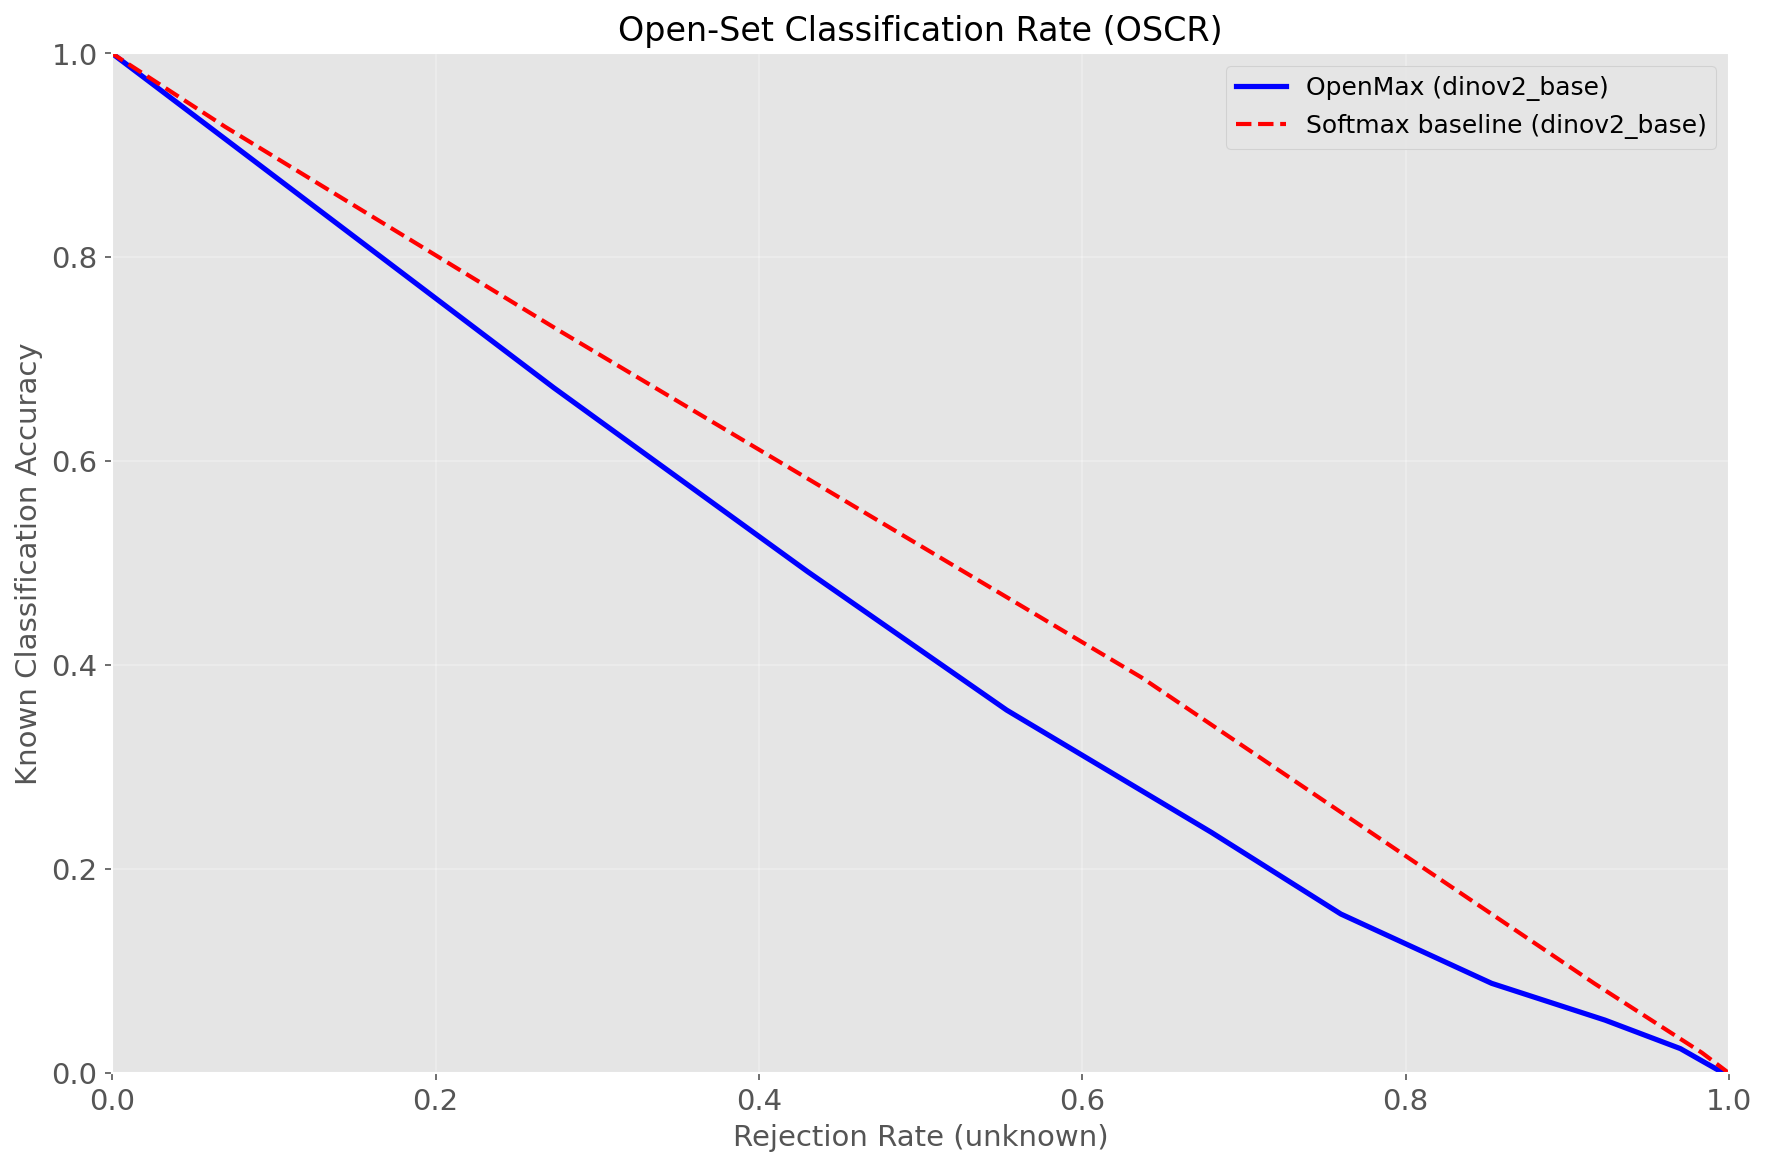 Open-Set Classification Rate (OSCR)
OpenMax (dinov2_base)
Softmax baseline (dinov2_base)
Known Classification Accuracy
1.0
0.8
0.6
0.4
0.2
0.0
0.0 0.2 0.4 0.6 0.8 1.0
Rejection Rate (unknown)